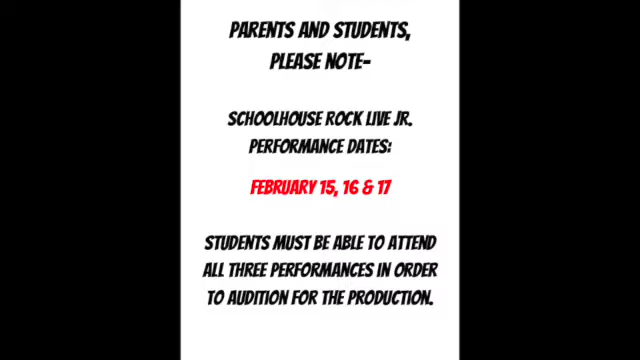 PARENTS AND STUDENTS,
PLEASE NOTE-
SCHOOLHOUSE ROCK LIVE JR.
PERFORMANCE DATES:
FEBRUARY 15, 16 & 17
STUDENTS MUST BE ABLE TO ATTEND
ALL THREE PERFORMANCES IN ORDER
TO AUDITION FOR THE PRODUCTION.